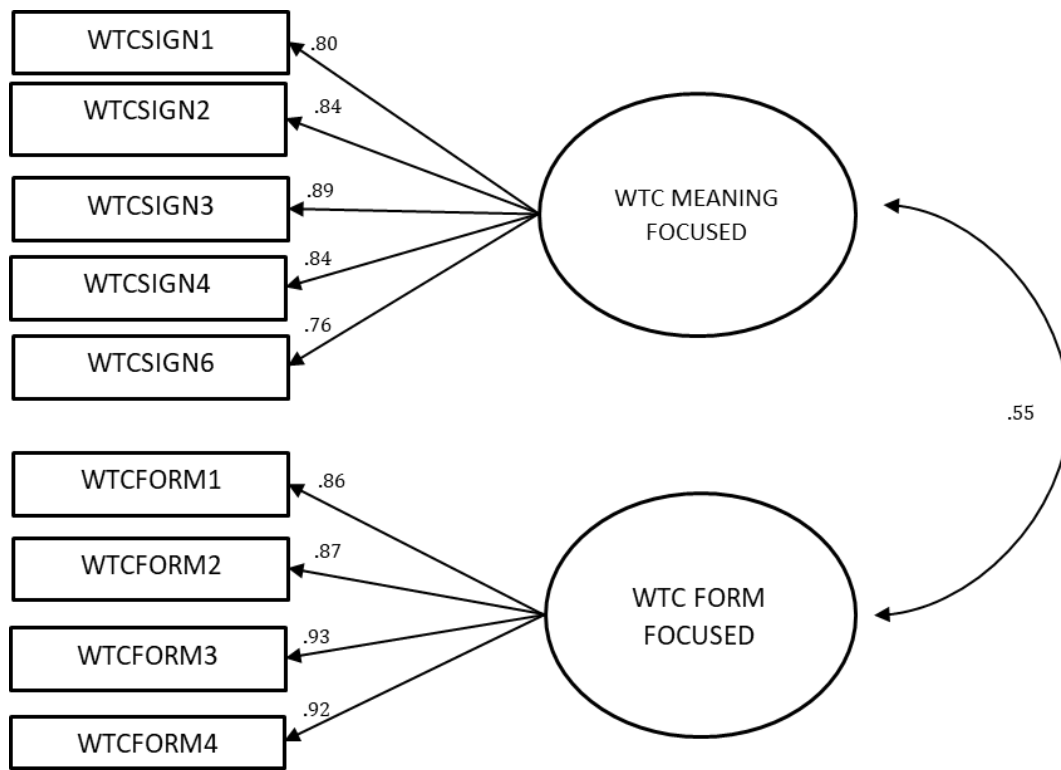 WTCSIGN1
.80
WTCSIGN2
.84
WTCSIGN3
.89
WTCSIGN4
.84
WTCSIGN6
.76
WTC MEANING
FOCUSED
.55
WTCFORM1
.86
WTCFORM2
.87
WTCFORM3
.93
WTCFORM4
.92
WTC FORM
FOCUSED